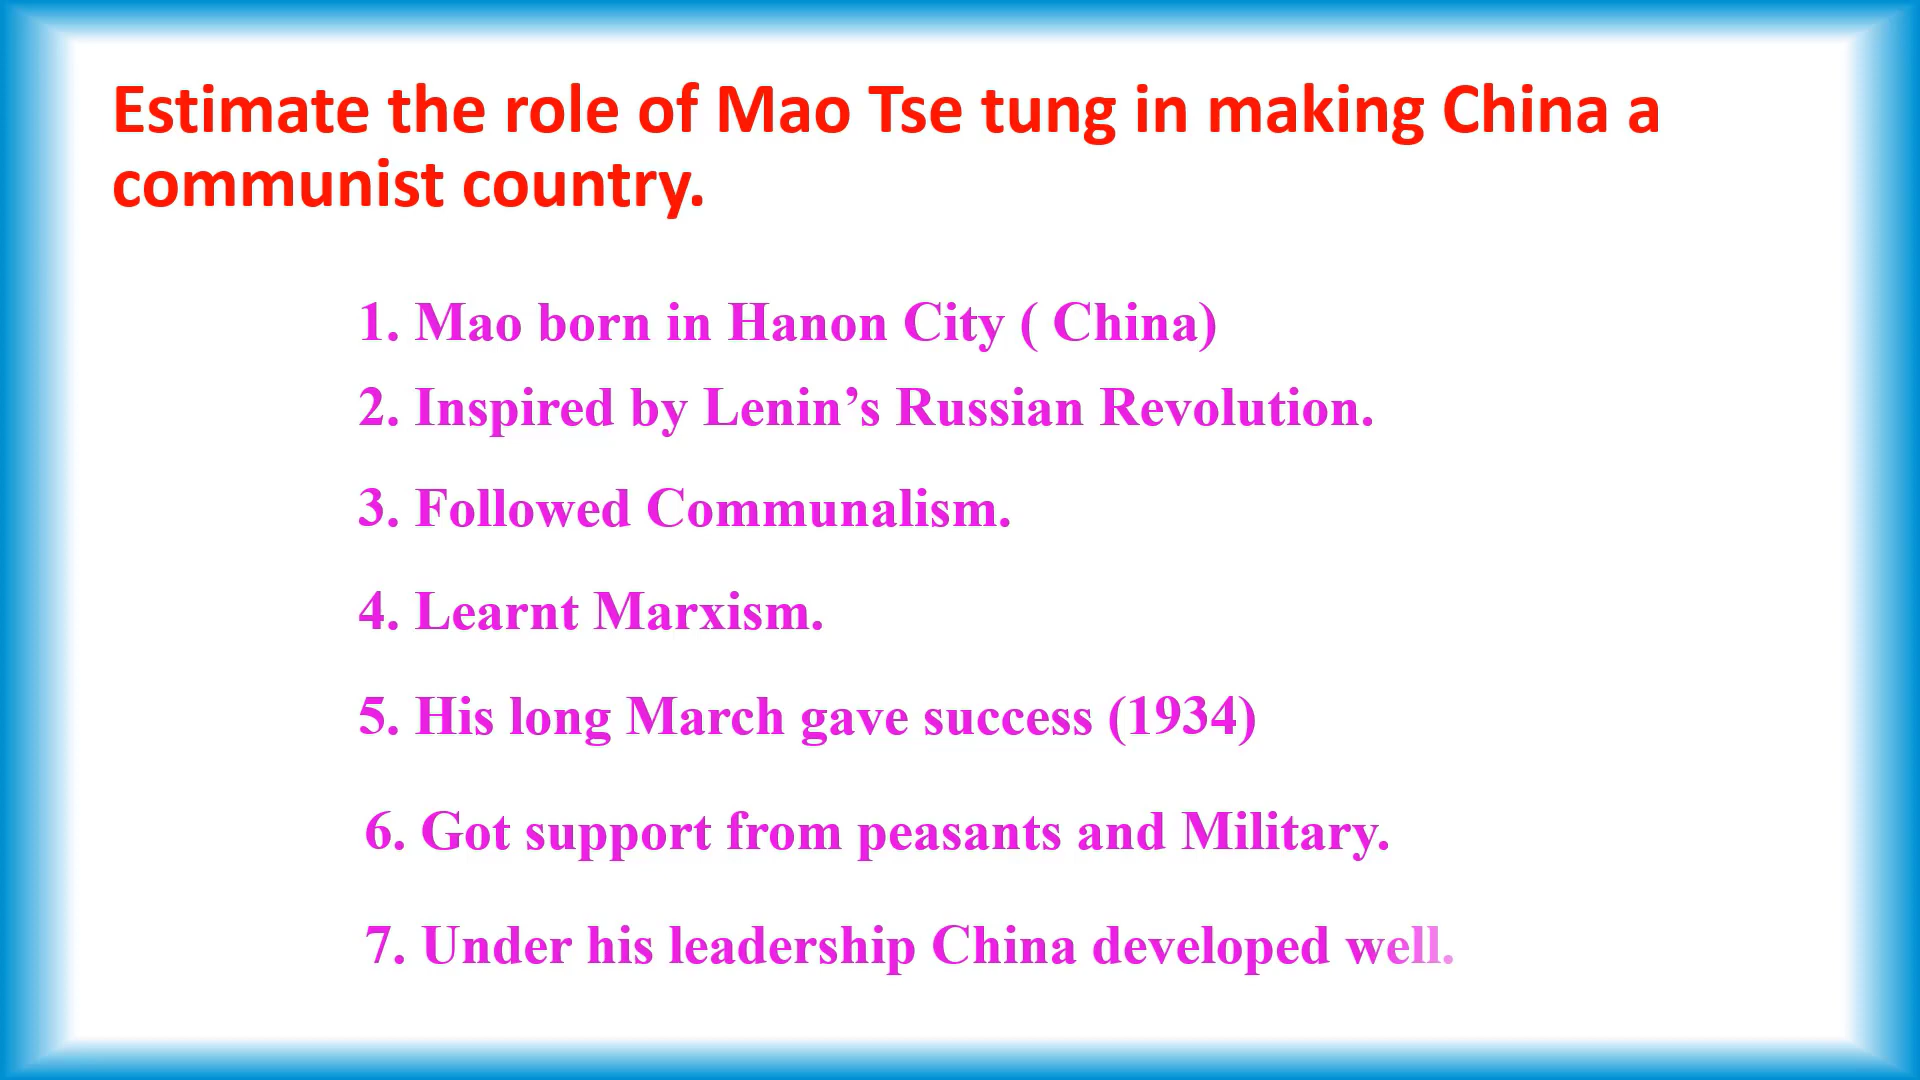 Estimate the role of Mao Tse tung in making China a
communist country.
1. Mao born in Hanon City ( China)
2. Inspired by Lenin’s Russian Revolution.
3. Followed Communalism.
4. Learnt Marxism.
5. His long March gave success (1934)
6. Got support from peasants and Military.
7. Under his leadership China developed well.